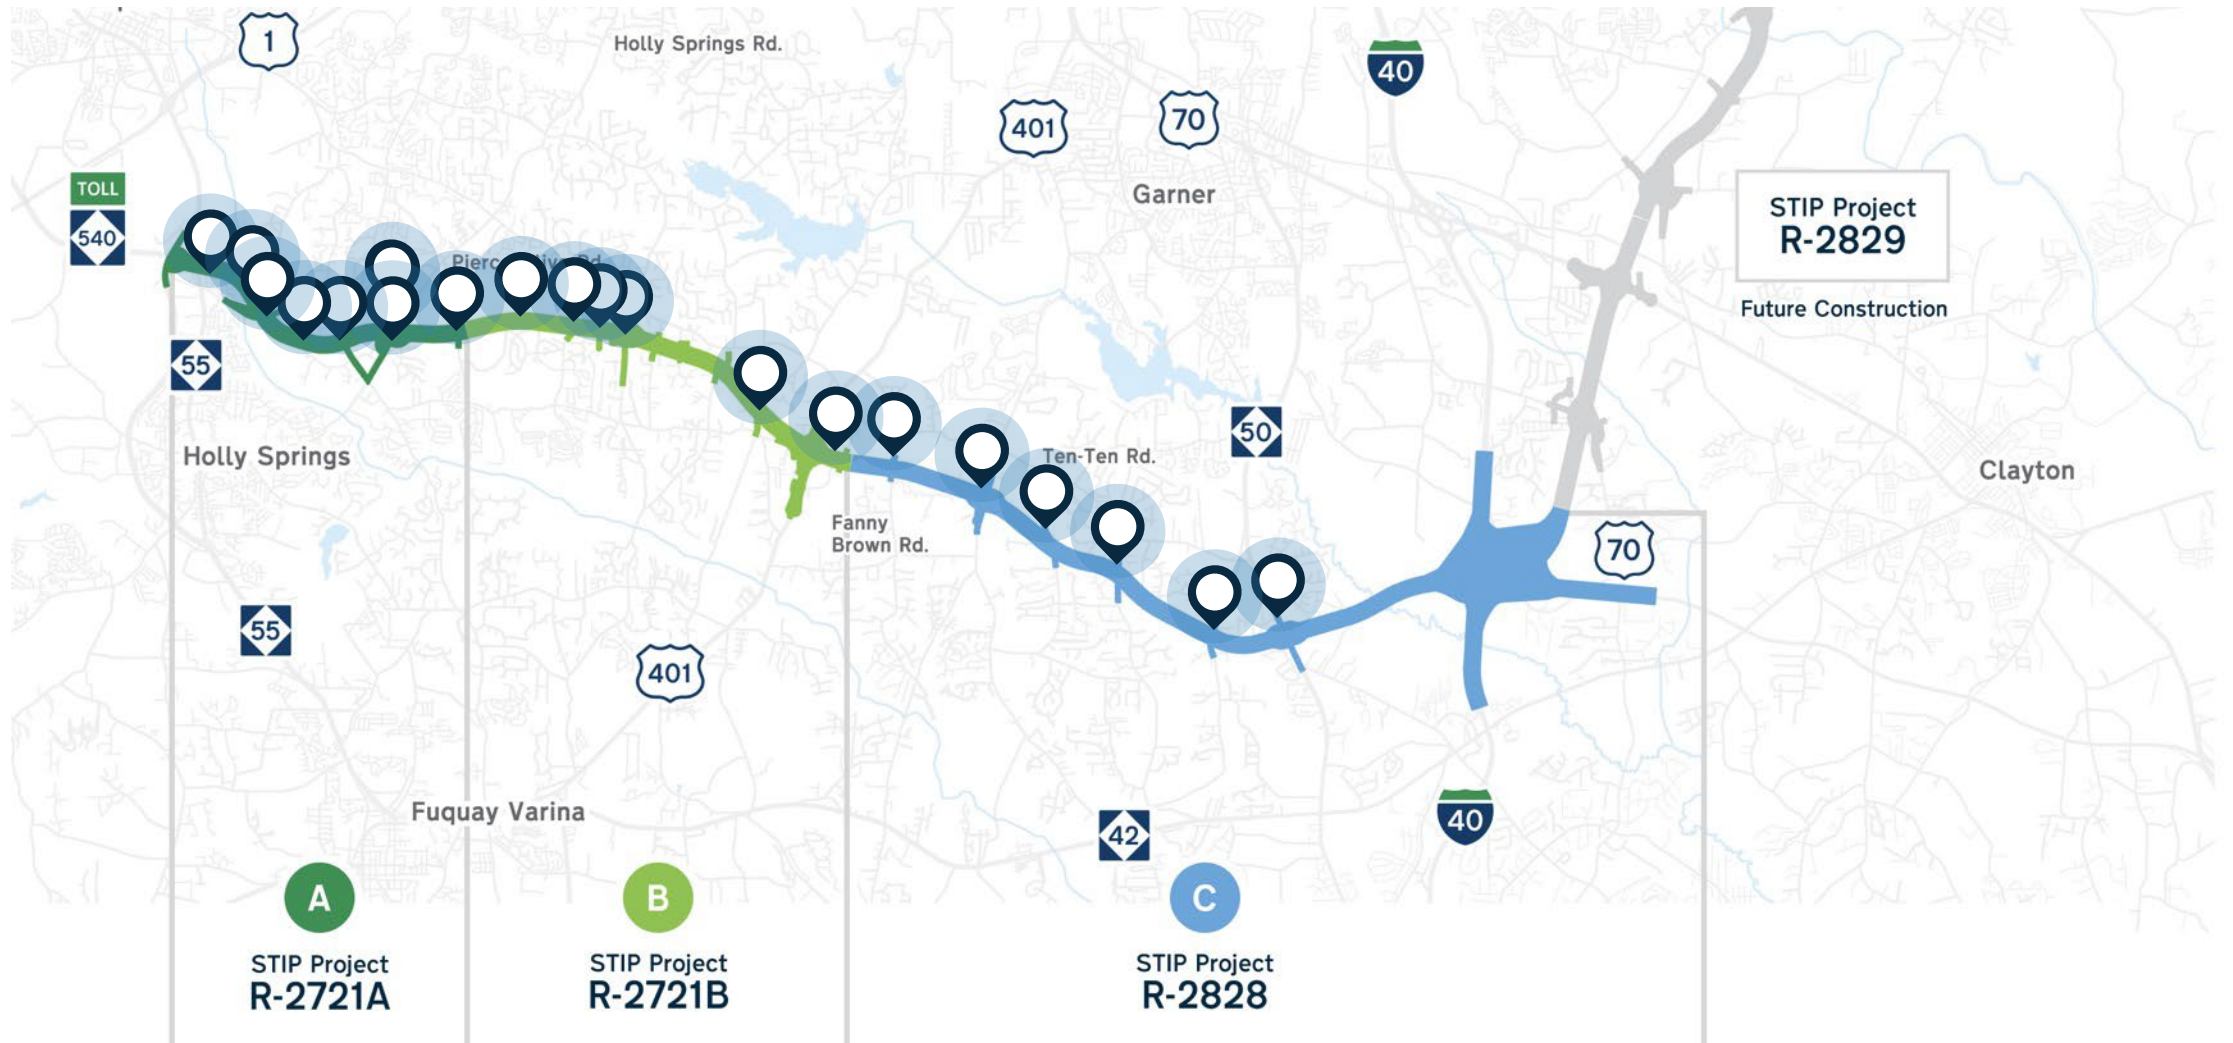 1
Holly Springs Rd.
40
401
70
TOLL
540
Garner
STIP Project
R-2829
Future Construction
55
Holly Springs
50
Ten-Ten Rd.
Clayton
Fanny
Brown Rd.
70
55
401
Fuquay Varina
42
40
A
STIP Project
R-2721A
B
STIP Project
R-2721B
C
STIP Project
R-2828